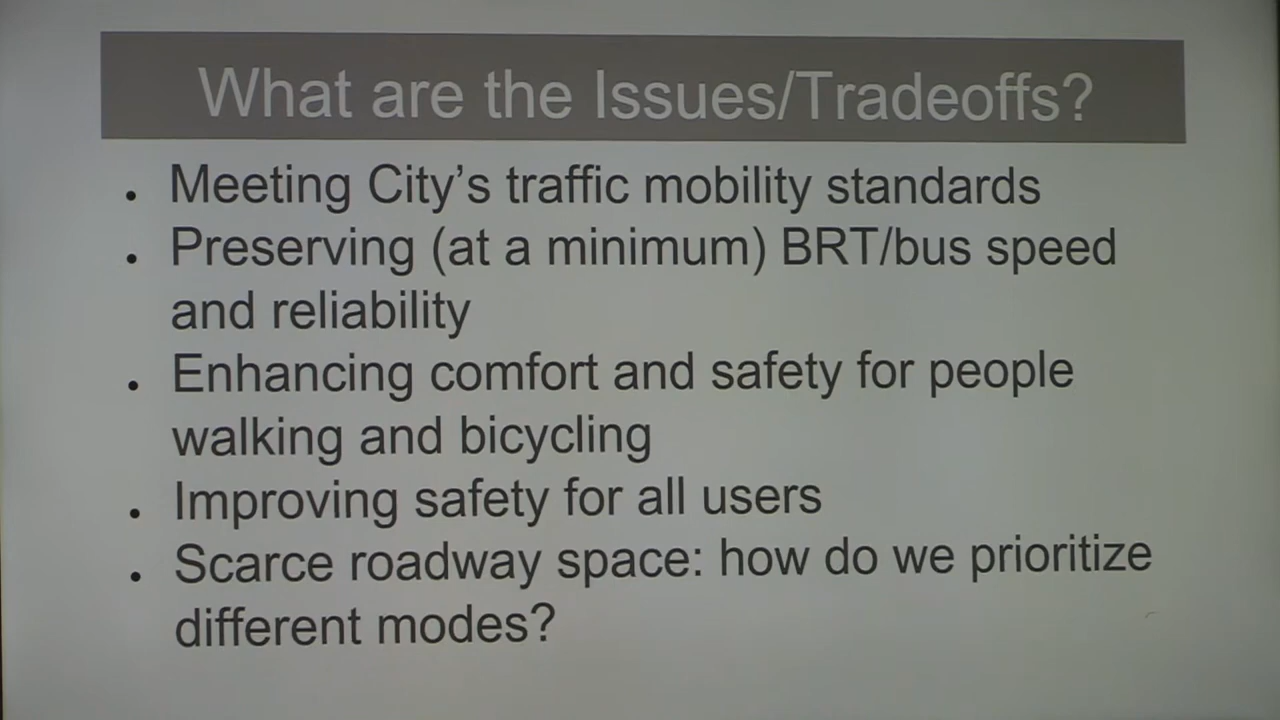 What are the Issues/Tradeoffs?
• Meeting City's traffic mobility standards
• Preserving (at a minimum) BRT/bus speed
and reliability
• Enhancing comfort and safety for people
walking and bicycling
• Improving safety for all users
• Scarce roadway space: how do we prioritize
different modes?